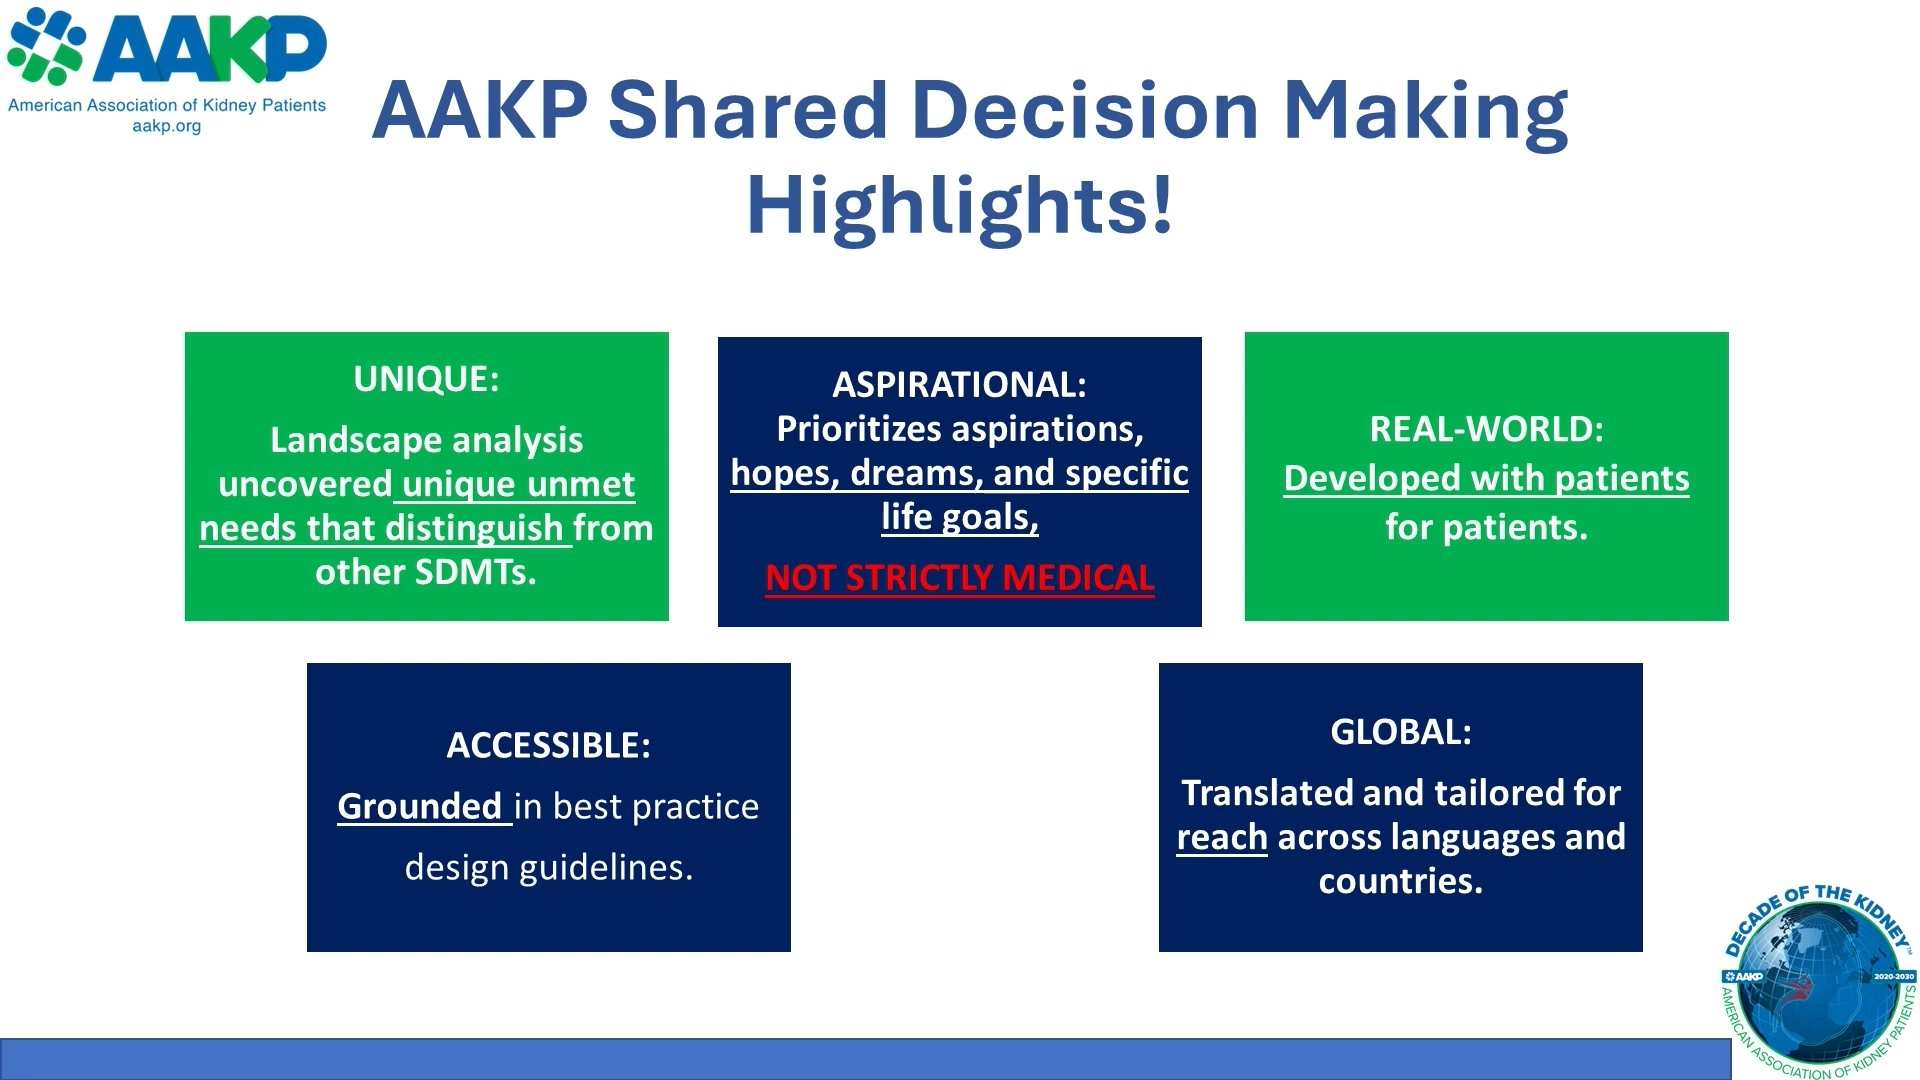 AAKP
American Association of Kidney Patients
aakp.org
AAKP Shared Decision Making
Highlights!
UNIQUE:
Landscape analysis
uncovered unique unmet
needs that distinguish from
other SDMTs.
ASPIRATIONAL:
Prioritizes aspirations,
hopes, dreams, and specific
life goals,
NOT STRICTLY MEDICAL
REAL-WORLD:
Developed with patients
for patients.
ACCESSIBLE:
Grounded in best practice
design guidelines.
GLOBAL:
Translated and tailored for
reach across languages and
countries.
DECADE OF THE KIDNEY™
AAKP
2020-2030
AMERICAN ASSOCIATION OF KIDNEY PATIENTS